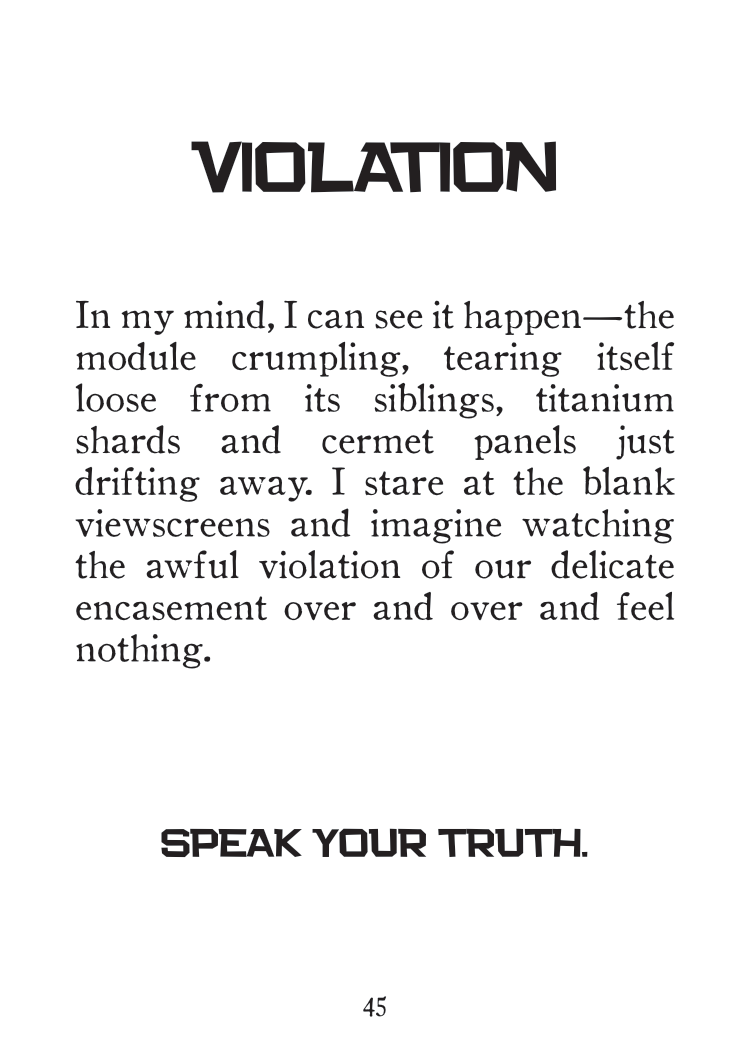 VIOLATION
In my mind, I can see it happen—the
module crumpling, tearing itself
loose from its siblings, titanium
shards and cermet panels just
drifting away. I stare at the blank
viewscreens and imagine watching
the awful violation of our delicate
encasement over and over and feel
nothing.
SPEAK YOUR TRUTH.
45